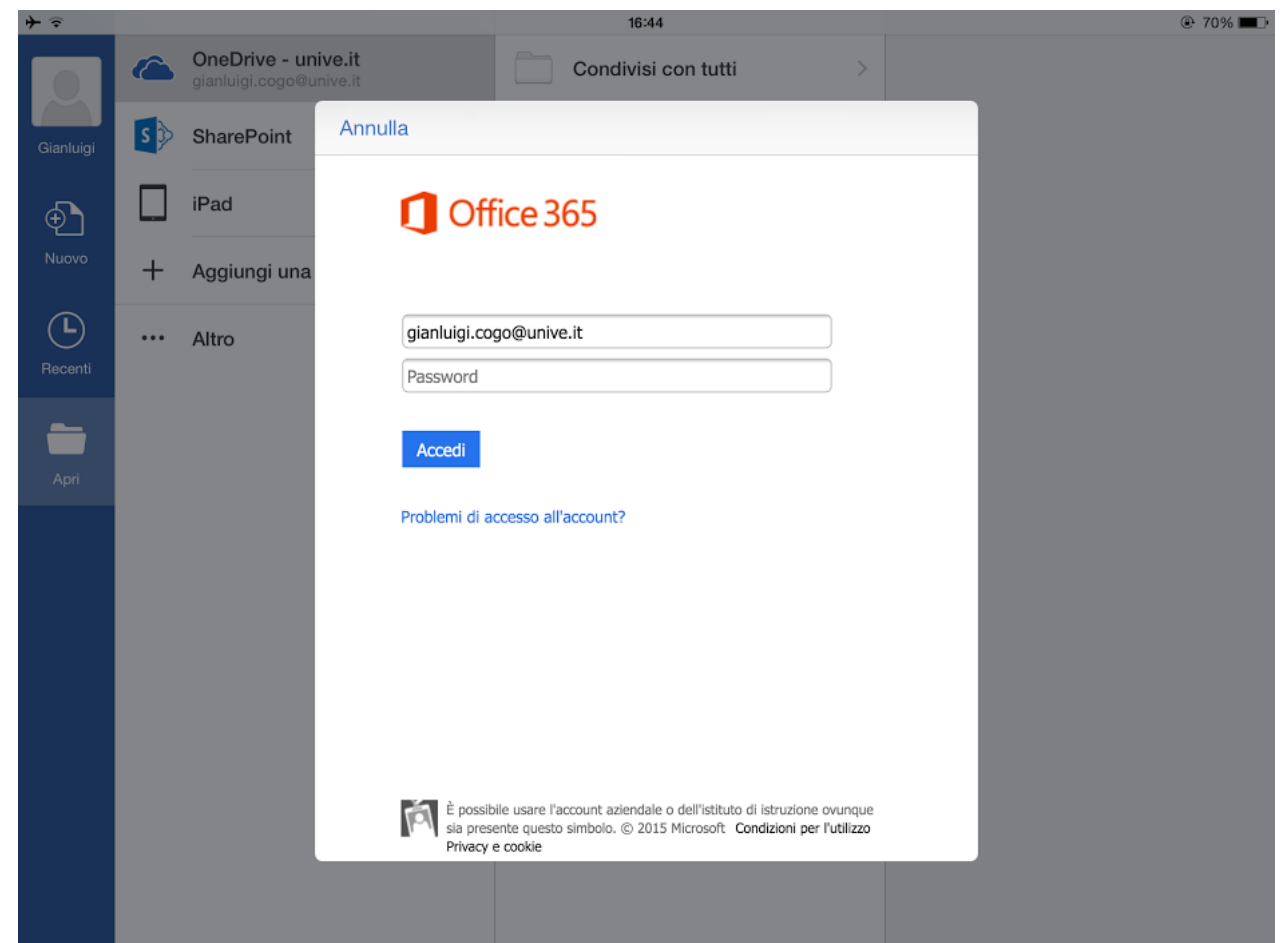 16:44
70%
Gianluigi
Nuovo
Recenti
Apri
OneDrive - unive.it
gianluigi.cogo@unive.it
SharePoint
iPad
Aggiungi una
Altro
Condivisi con tutti
Annulla
Office 365
gianluigi.cogo@unive.it
Password
Accedi
Problemi di accesso all'account?
È possibile usare l'account aziendale o dell'istituto di istruzione ovunque
sia presente questo simbolo. © 2015 Microsoft Condizioni per l'utilizzo
Privacy e cookie